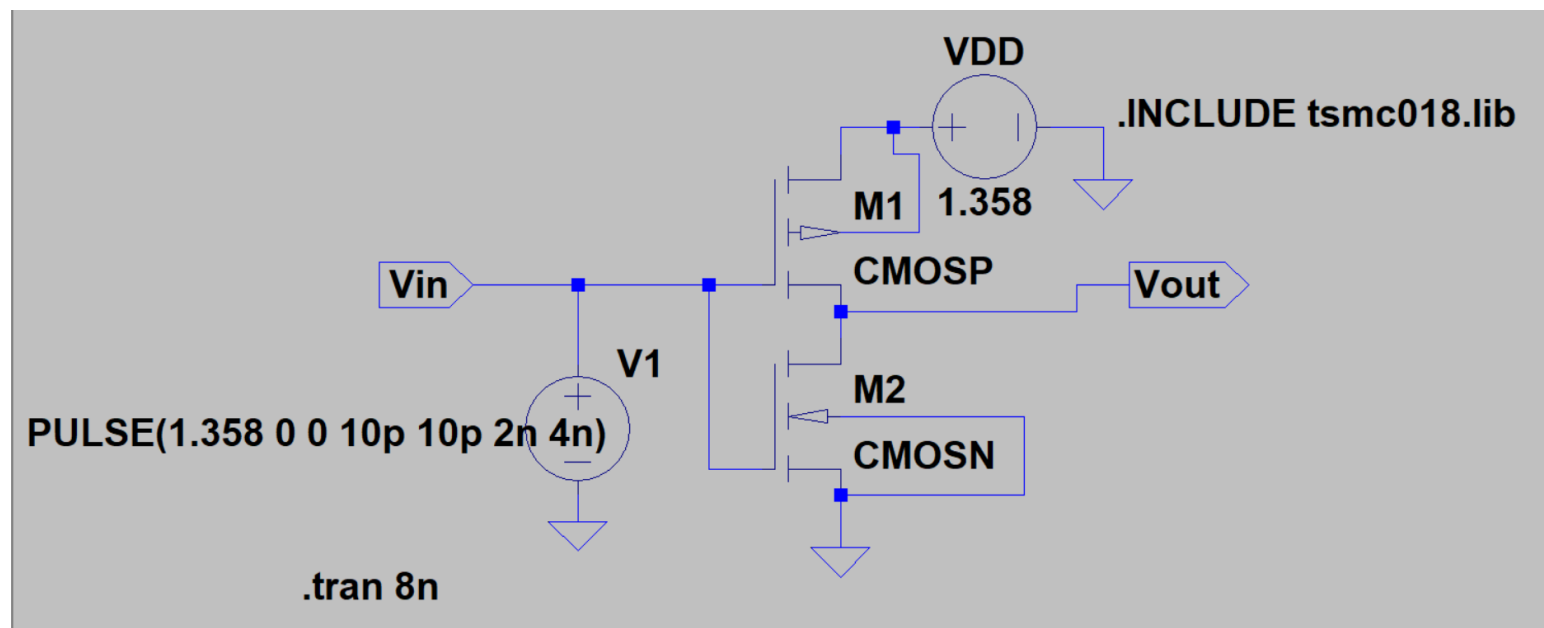 VDD
.INCLUDE tsmc018.lib
M1
1.358
CMOSP
Vin
Vout
V1
M2
PULSE(1.358 0 0 10p 10p 2n 4n)
CMOSN
.tran 8n